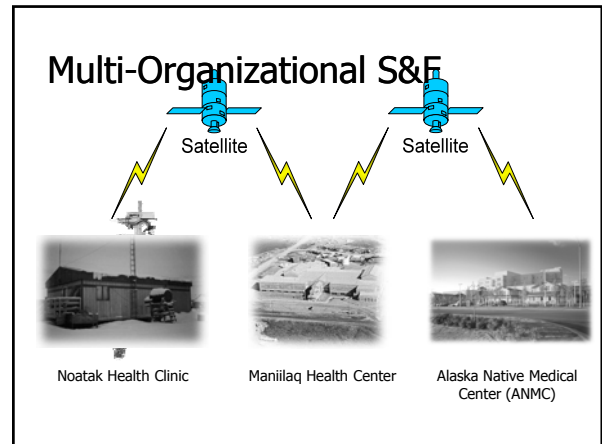 Multi-Organizational S&F
Satellite
Satellite
Noatak Health Clinic
Maniilaq Health Center
Alaska Native Medical
Center (ANMC)